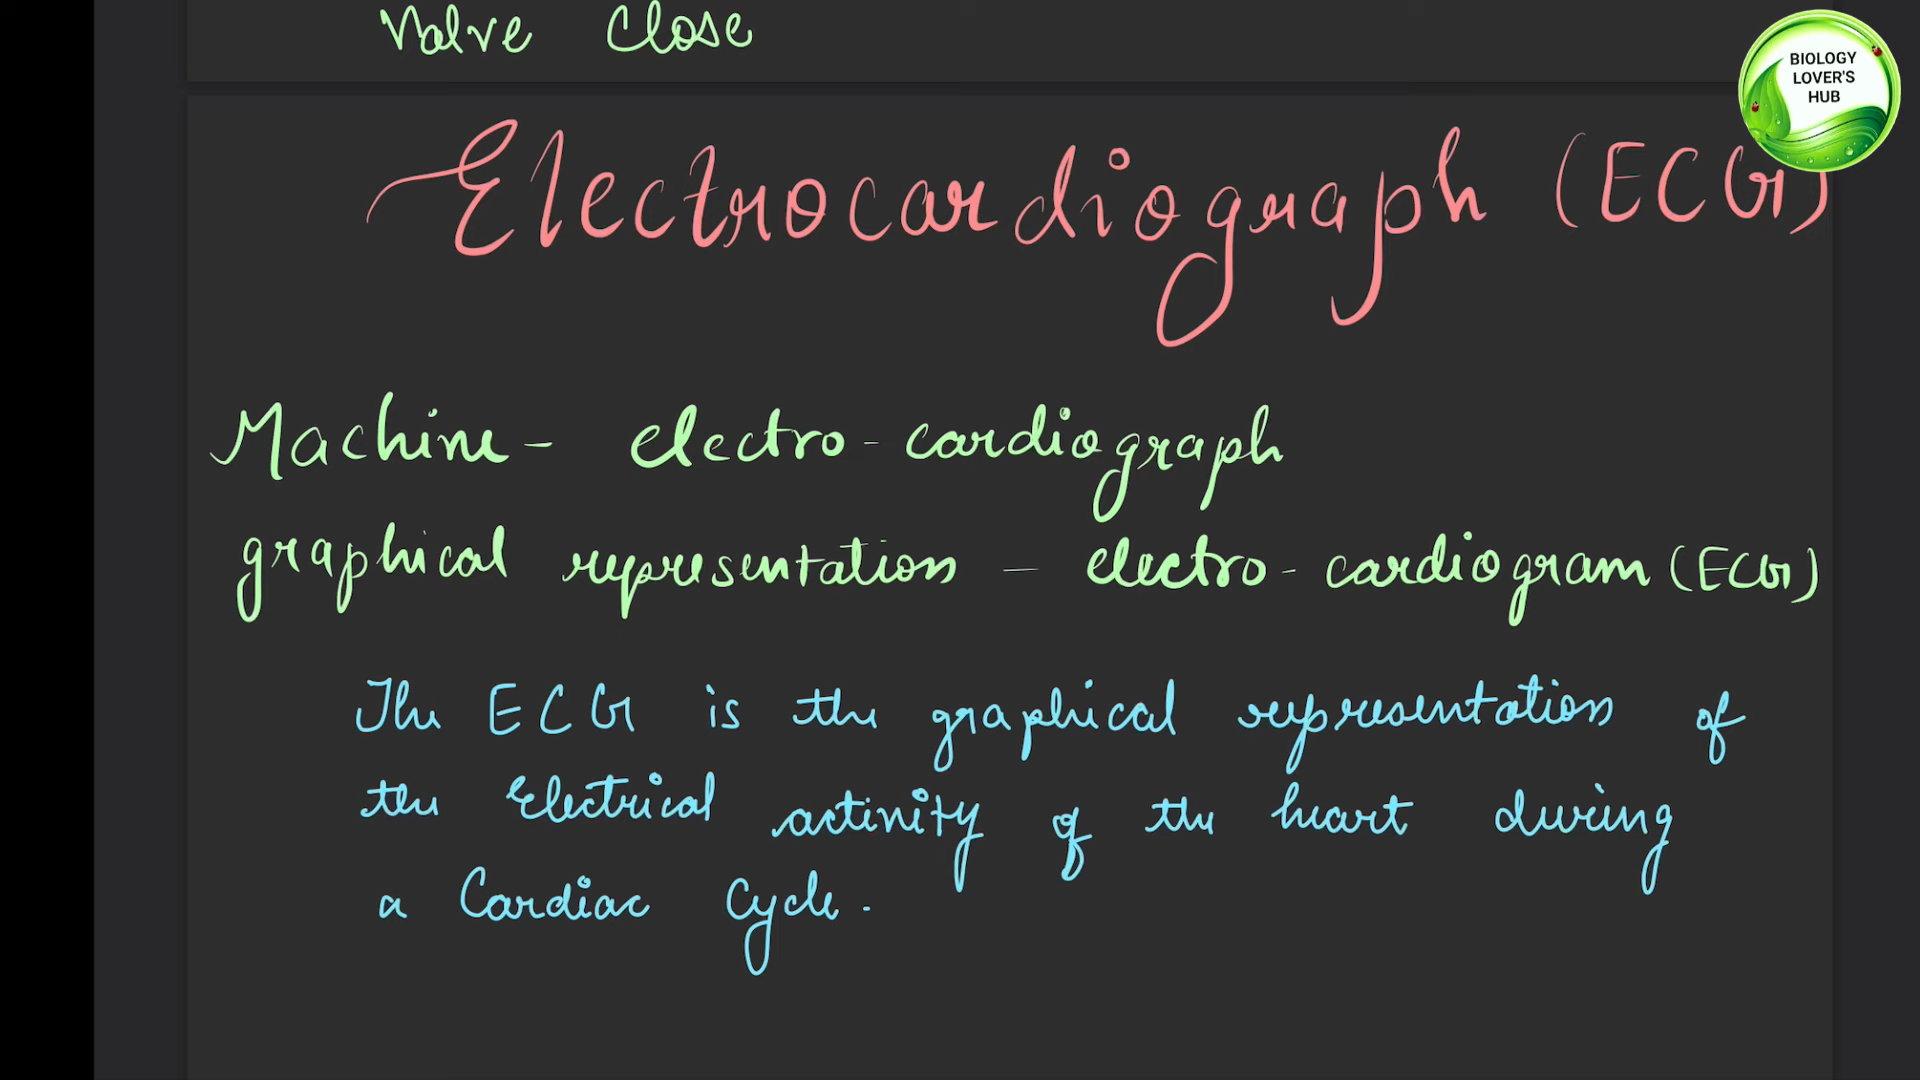 Valve Close
BIOLOGY
LOVER'S
HUB
Electrocardiograph (ECG)
Machine - electro - cardiograph
graphical representation - electro - cardiogram (ECG)
The ECG is the graphical representation of
the Electrical activity of the heart during
a Cardiac Cycle.